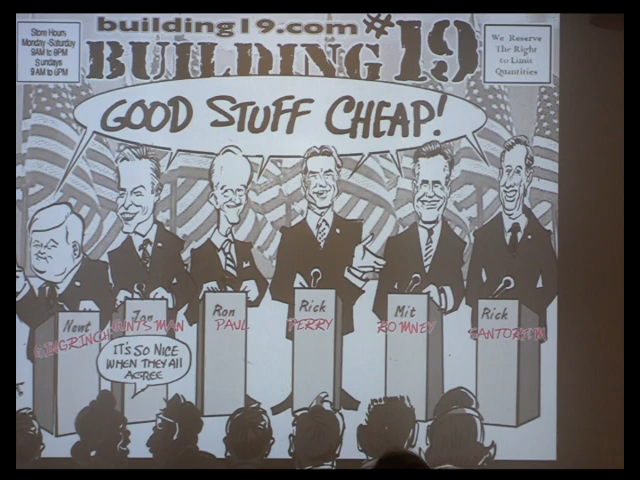 building19.com
Store Hours
Monday-Saturday
9AM to 6PM
Sundays
9AM to 6PM
BUILDING #19
We Reserve
The Right
to Limit
Quantities
GOOD STUFF CHEAP!
Newt
GINGRINCH
Jon
HUNTSMAN
Ron
PAUL
Rick
PERRY
Mit
ROMNEY
Rick
SANTORUM
IT'S SO NICE
WHEN THEY ALL
AGREE